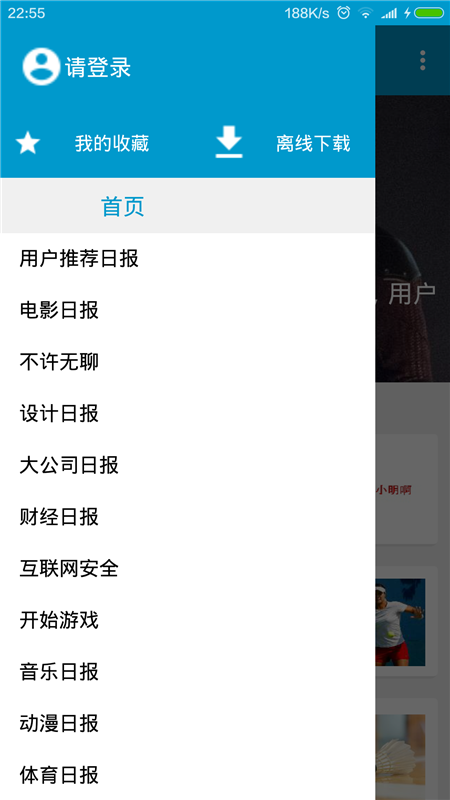 22:55 188K/s
请登录
我的收藏 离线下载
首页
用户推荐日报
电影日报
, 用户
不许无聊
设计日报
大公司日报
小明啊
财经日报
互联网安全
开始游戏
音乐日报
动漫日报
体育日报